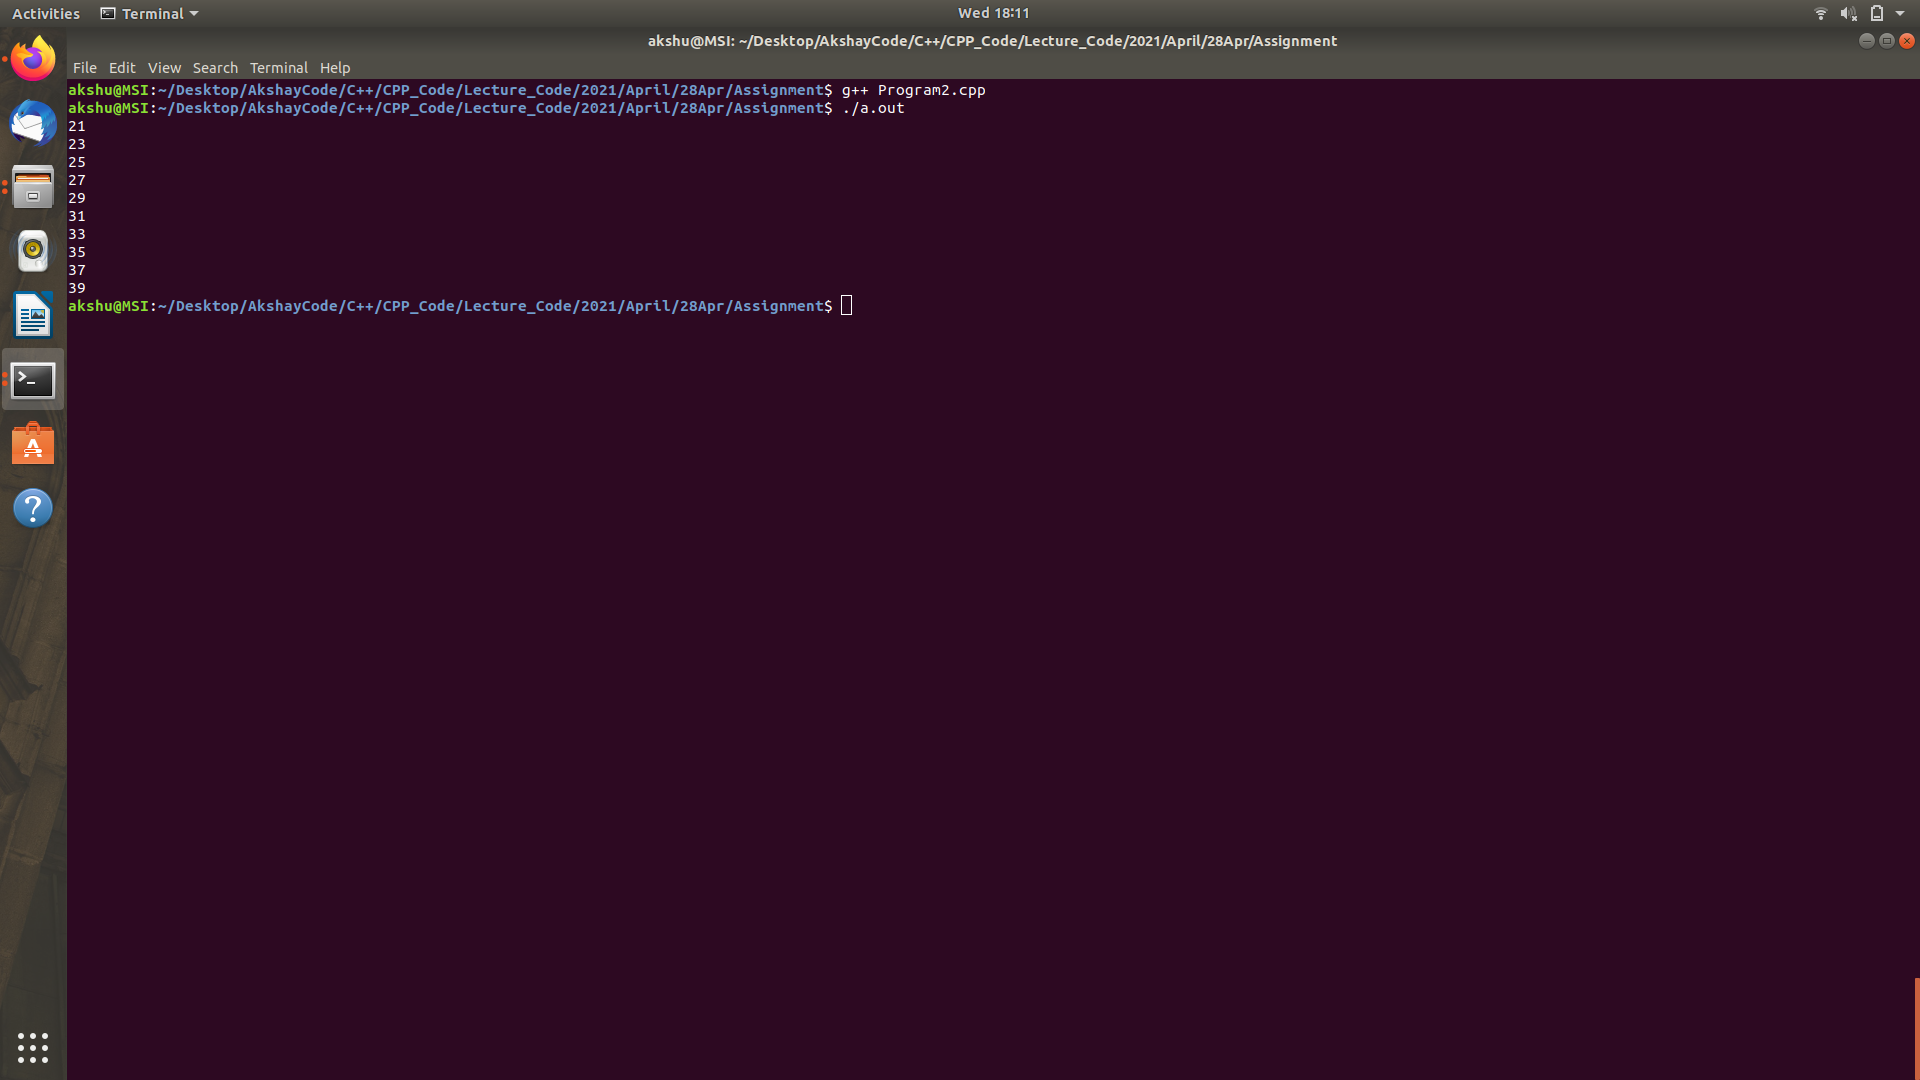 Activities Terminal Wed 18:11
akshu@MSI: ~/Desktop/AkshayCode/C++/CPP_Code/Lecture_Code/2021/April/28Apr/Assignment
File Edit View Search Terminal Help
akshu@MSI:~/Desktop/AkshayCode/C++/CPP_Code/Lecture_Code/2021/April/28Apr/Assignment$ g++ Program2.cpp
akshu@MSI:~/Desktop/AkshayCode/C++/CPP_Code/Lecture_Code/2021/April/28Apr/Assignment$ ./a.out
21
23
25
27
29
31
33
35
37
39
akshu@MSI:~/Desktop/AkshayCode/C++/CPP_Code/Lecture_Code/2021/April/28Apr/Assignment$